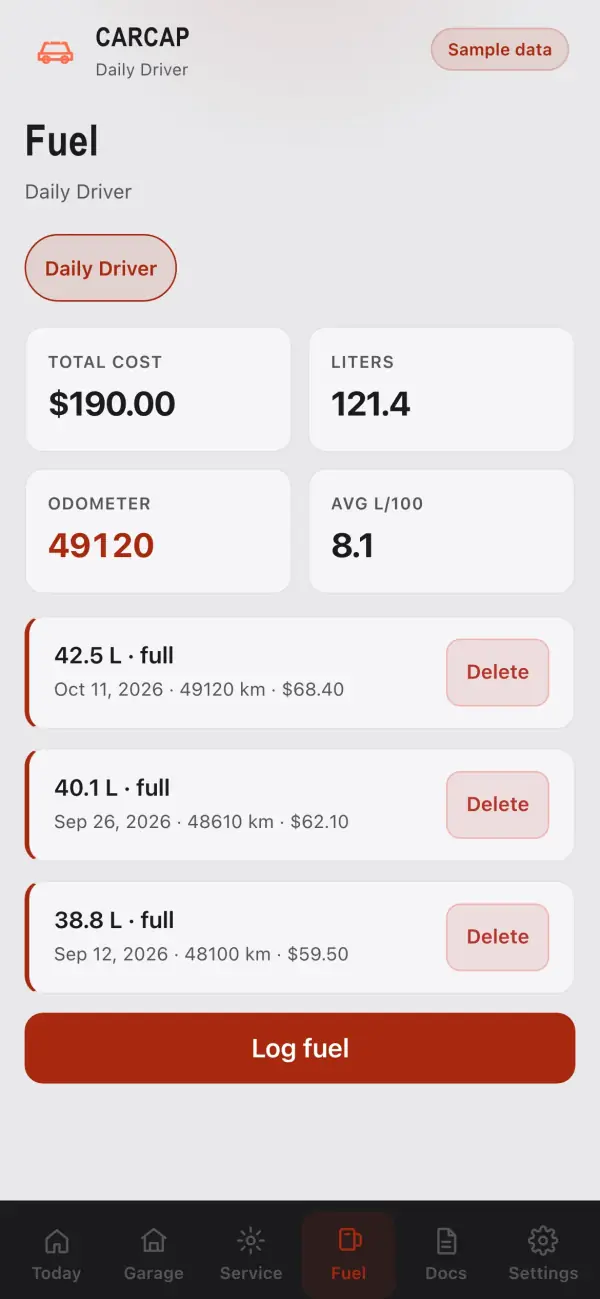 CARCAP
Daily Driver
Sample data
Fuel
Daily Driver
Daily Driver
TOTAL COST
$190.00
LITERS
121.4
ODOMETER
49120
AVG L/100
8.1
42.5 L · full
Oct 11, 2026 · 49120 km · $68.40
Delete
40.1 L · full
Sep 26, 2026 · 48610 km · $62.10
Delete
38.8 L · full
Sep 12, 2026 · 48100 km · $59.50
Delete
Log fuel
Today
Garage
Service
Fuel
Docs
Settings